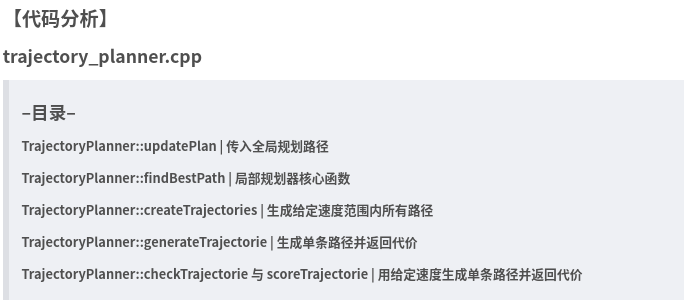 【代码分析】
trajectory_planner.cpp
–目录–
TrajectoryPlanner::updatePlan | 传入全局规划路径
TrajectoryPlanner::findBestPath | 局部规划器核心函数
TrajectoryPlanner::createTrajectories | 生成给定速度范围内所有路径
TrajectoryPlanner::generateTrajectorie | 生成单条路径并返回代价
TrajectoryPlanner::checkTrajectorie 与 scoreTrajectorie | 用给定速度生成单条路径并返回代价